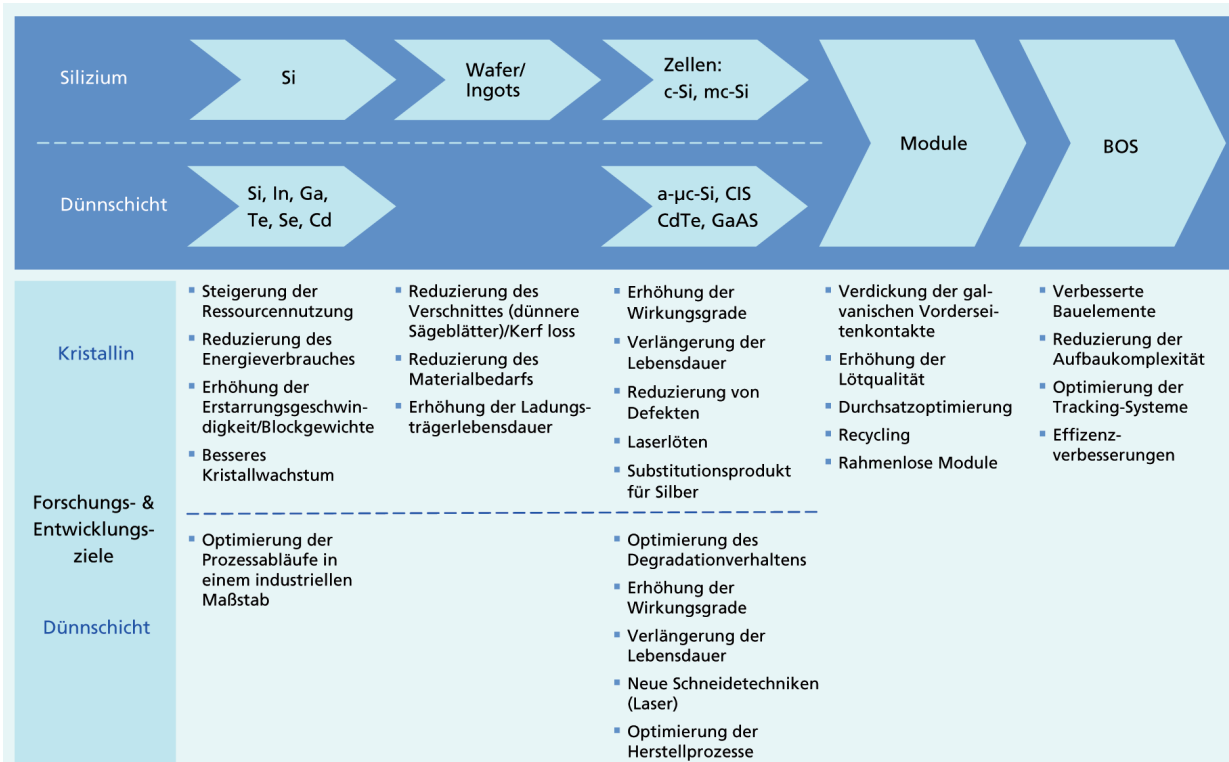 Silizium
Si
Wafer/
Ingots
Zellen:
c-Si, mc-Si
Module
BOS
Dünnschicht
Si, In, Ga,
Te, Se, Cd
a-µc-Si, CIS
CdTe, GaAS
Kristallin
Forschungs- &
Entwicklungs-
ziele
Dünnschicht
▪ Steigerung der
Ressourcennutzung
▪ Reduzierung des
Energieverbrauches
▪ Erhöhung der
Erstarrungsgeschwin-
digkeit/Blockgewichte
▪ Besseres
Kristallwachstum
▪ Reduzierung des
Verschnittes (dünnere
Sägeblätter)/Kerf loss
▪ Reduzierung des
Materialbedarfs
▪ Erhöhung der Ladungs-
trägerlebensdauer
▪ Erhöhung der
Wirkungsgrade
▪ Verlängerung der
Lebensdauer
▪ Reduzierung von
Defekten
▪ Laserlöten
▪ Substitutionsprodukt
für Silber
▪ Verdickung der gal-
vanischen Vordersei-
tenkontakte
▪ Erhöhung der
Lötqualität
▪ Durchsatzoptimierung
▪ Recycling
▪ Rahmenlose Module
▪ Verbesserte
Bauelemente
▪ Reduzierung der
Aufbaukomplexität
▪ Optimierung der
Tracking-Systeme
▪ Effizenz-
verbesserungen
▪ Optimierung der
Prozessabläufe in
einem industriellen
Maßstab
▪ Optimierung des
Degradationverhaltens
▪ Erhöhung der
Wirkungsgrade
▪ Verlängerung der
Lebensdauer
▪ Neue Schneidetechniken
(Laser)
▪ Optimierung der
Herstellprozesse